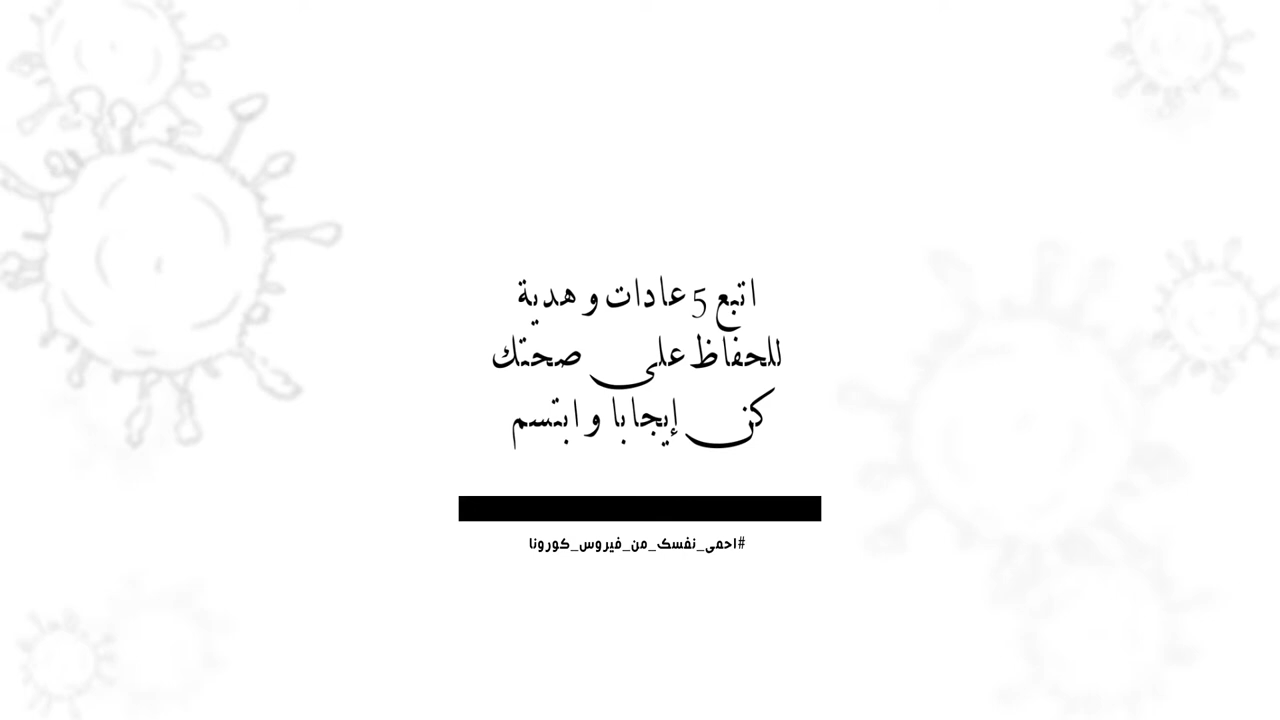 اتبع 5 عادات و هدية
للحفاظ على صحتك
كن إيجابا و ابتسم
#احمى_نفسك_من_فيروس_كورونا